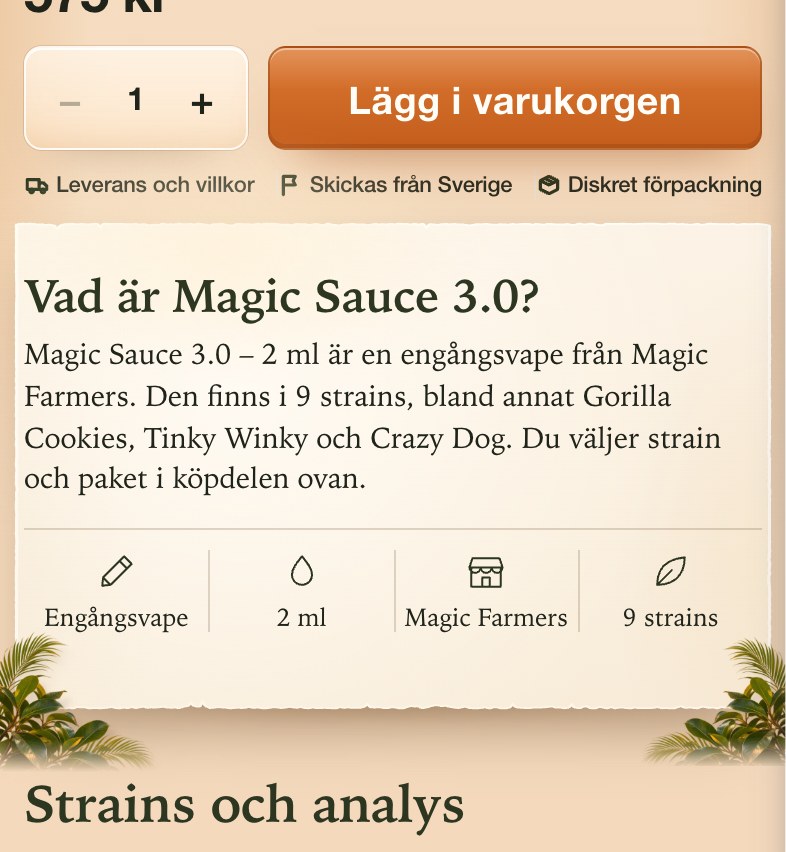 575 kr
− 1 +
Lägg i varukorgen
Leverans och villkor
Skickas från Sverige
Diskret förpackning
Vad är Magic Sauce 3.0?
Magic Sauce 3.0 – 2 ml är en engångsvape från Magic
Farmers. Den finns i 9 strains, bland annat Gorilla
Cookies, Tinky Winky och Crazy Dog. Du väljer strain
och paket i köpdelen ovan.
Engångsvape
2 ml
Magic Farmers
9 strains
Strains och analys